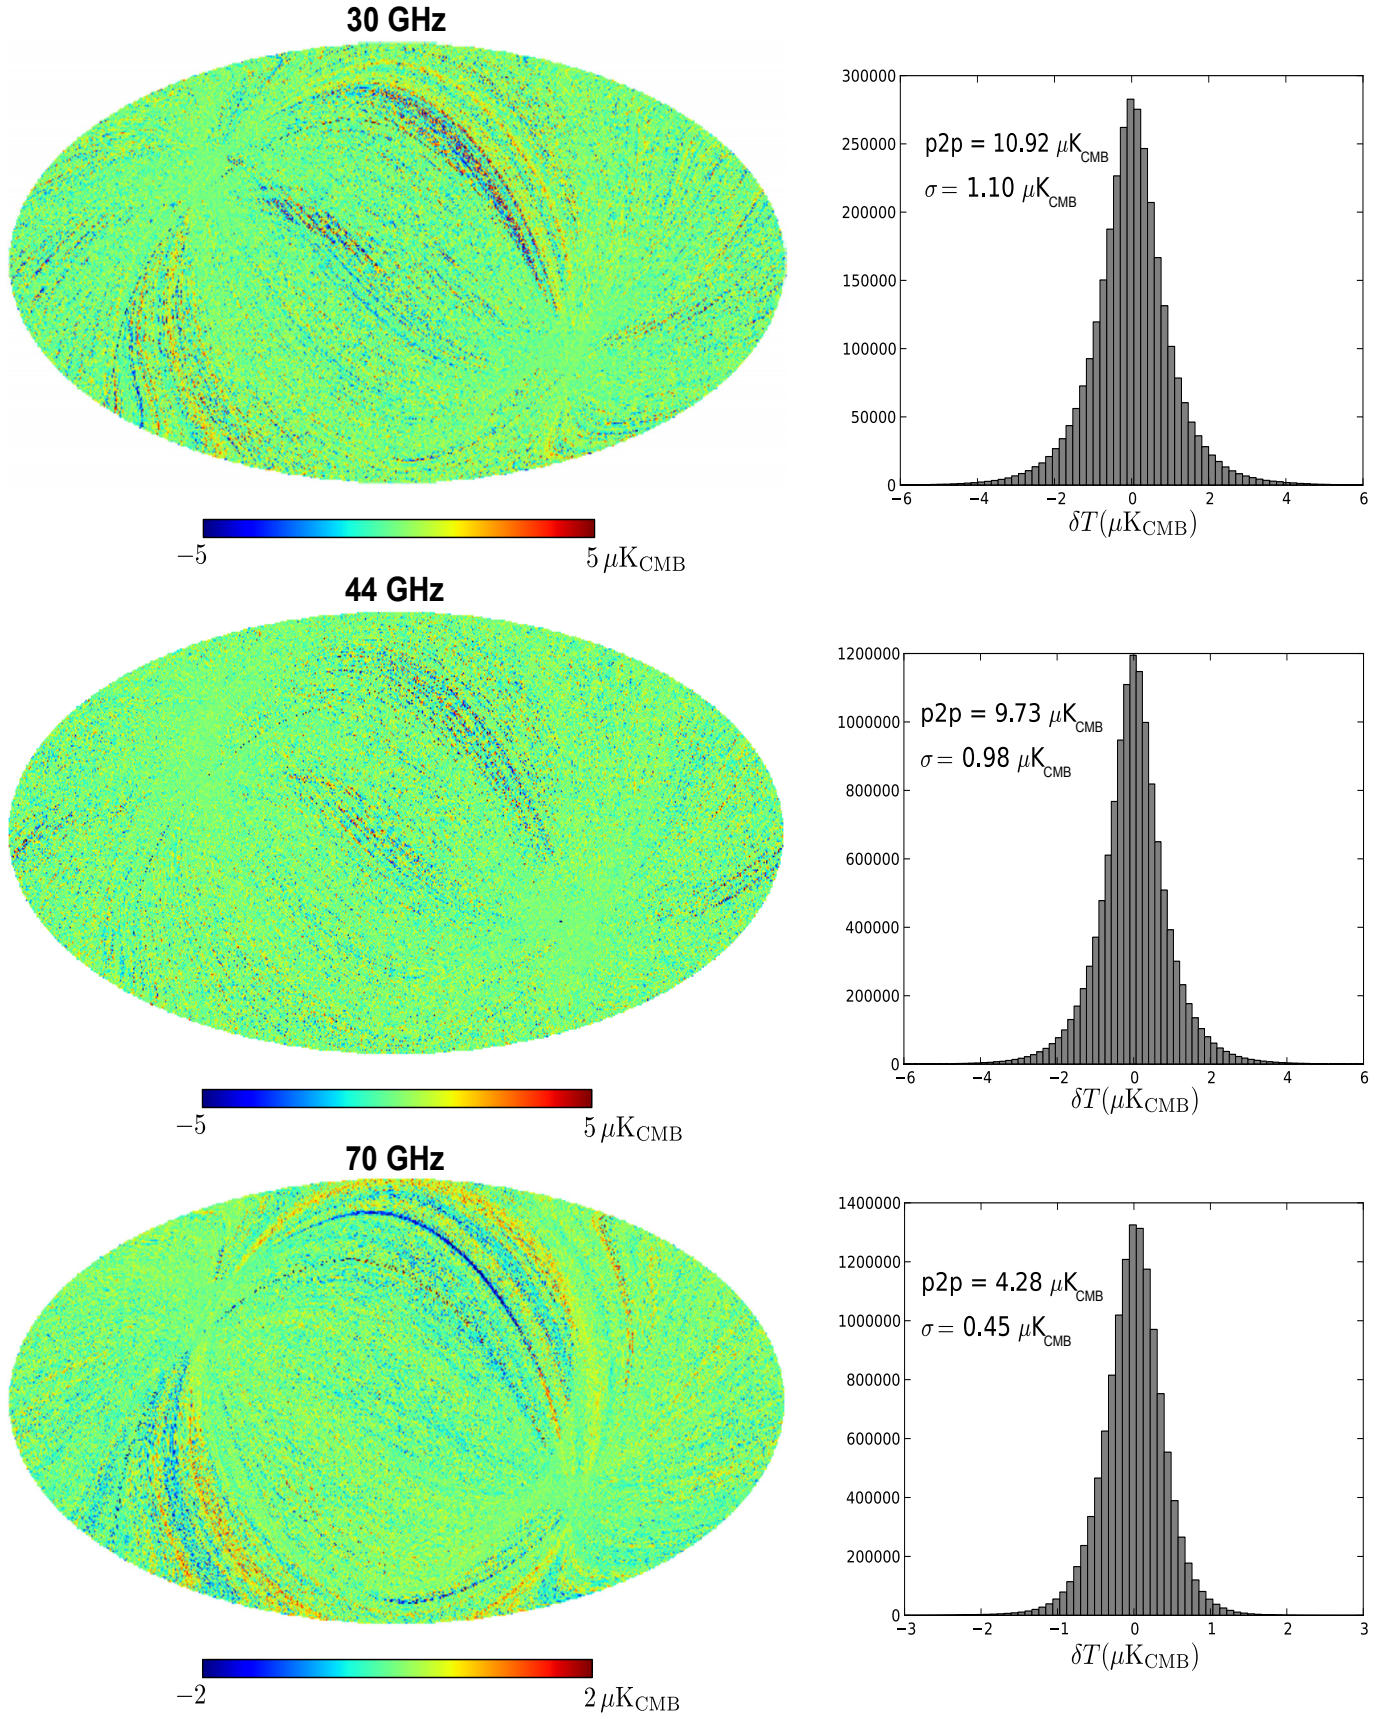 30 GHz
300000
250000
200000
150000
100000
50000
0
p2p = 10.92 μK_CMB
σ = 1.10 μK_CMB
−6 −4 −2 0 2 4 6
δT(μK_CMB)
−5 5 μK_CMB
44 GHz
1200000
1000000
800000
600000
400000
200000
0
p2p = 9.73 μK_CMB
σ = 0.98 μK_CMB
−6 −4 −2 0 2 4 6
δT(μK_CMB)
−5 5 μK_CMB
70 GHz
1400000
1200000
1000000
800000
600000
400000
200000
0
p2p = 4.28 μK_CMB
σ = 0.45 μK_CMB
−3 −2 −1 0 1 2 3
δT(μK_CMB)
−2 2 μK_CMB